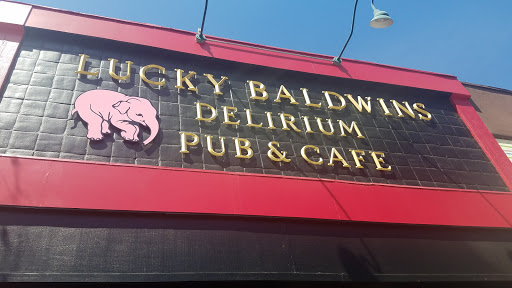 LUCKY BALDWINS
DELIRIUM
PUB & CAFE